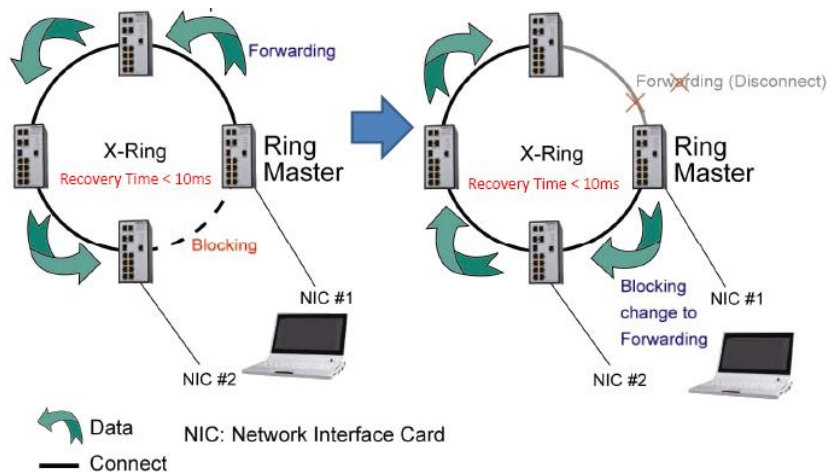 Forwarding
X-Ring
Recovery Time < 10ms
Ring
Master
Blocking
NIC #1
NIC #2
Forwarding (Disconnect)
X-Ring
Recovery Time < 10ms
Ring
Master
Blocking
change to
Forwarding
NIC #1
NIC #2
Data
NIC: Network Interface Card
Connect